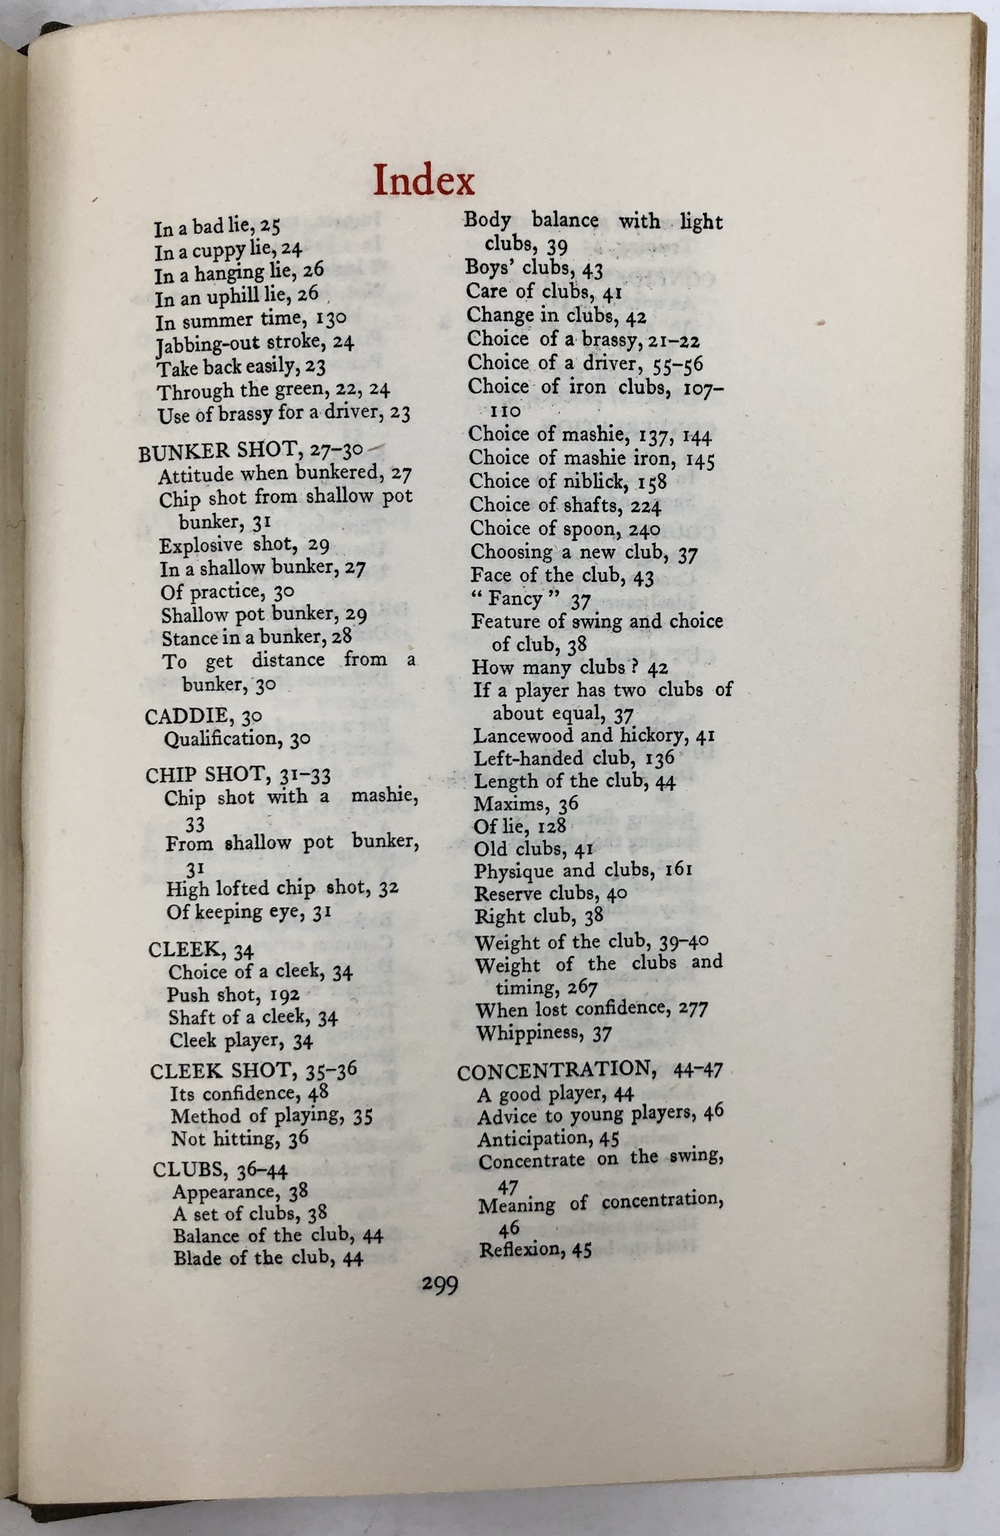 Index
In a bad lie, 25
In a cuppy lie, 24
In a hanging lie, 26
In an uphill lie, 26
In summer time, 130
Jabbing-out stroke, 24
Take back easily, 23
Through the green, 22, 24
Use of brassy for a driver, 23
BUNKER SHOT, 27–30
Attitude when bunkered, 27
Chip shot from shallow pot
bunker, 31
Explosive shot, 29
In a shallow bunker, 27
Of practice, 30
Shallow pot bunker, 29
Stance in a bunker, 28
To get distance from a
bunker, 30
CADDIE, 30
Qualification, 30
CHIP SHOT, 31–33
Chip shot with a mashie,
33
From shallow pot bunker,
31
High lofted chip shot, 32
Of keeping eye, 31
CLEEK, 34
Choice of a cleek, 34
Push shot, 192
Shaft of a cleek, 34
Cleek player, 34
CLEEK SHOT, 35–36
Its confidence, 48
Method of playing, 35
Not hitting, 36
CLUBS, 36–44
Appearance, 38
A set of clubs, 38
Balance of the club, 44
Blade of the club, 44
Body balance with light
clubs, 39
Boys' clubs, 43
Care of clubs, 41
Change in clubs, 42
Choice of a brassy, 21–22
Choice of a driver, 55–56
Choice of iron clubs, 107–
110
Choice of mashie, 137, 144
Choice of mashie iron, 145
Choice of niblick, 158
Choice of shafts, 224
Choice of spoon, 240
Choosing a new club, 37
Face of the club, 43
“ Fancy ” 37
Feature of swing and choice
of club, 38
How many clubs ? 42
If a player has two clubs of
about equal, 37
Lancewood and hickory, 41
Left-handed club, 136
Length of the club, 44
Maxims, 36
Of lie, 128
Old clubs, 41
Physique and clubs, 161
Reserve clubs, 40
Right club, 38
Weight of the club, 39–40
Weight of the clubs and
timing, 267
When lost confidence, 277
Whippiness, 37
CONCENTRATION, 44–47
A good player, 44
Advice to young players, 46
Anticipation, 45
Concentrate on the swing,
47
Meaning of concentration,
46
Reflexion, 45
299